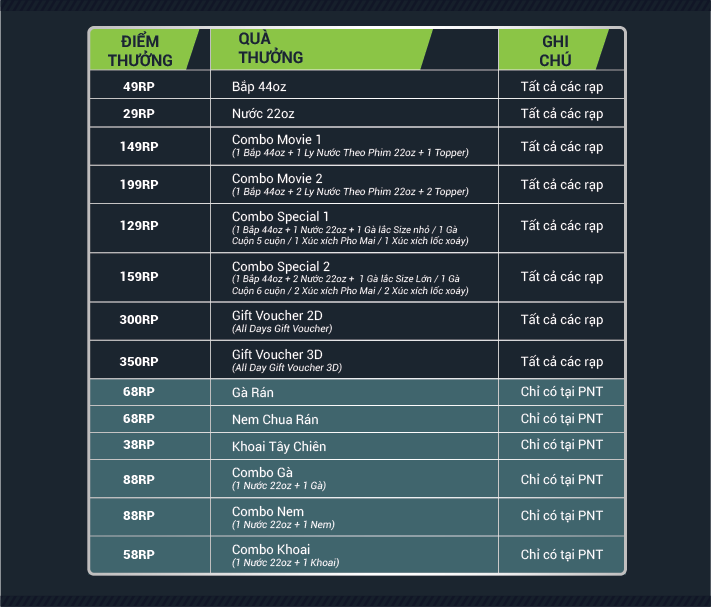 ĐIỂM
THƯỞNG
QUÀ
THƯỞNG
GHI
CHÚ
49RP
Bắp 44oz
Tất cả các rạp
29RP
Nước 22oz
Tất cả các rạp
149RP
Combo Movie 1
(1 Bắp 44oz + 1 Ly Nước Theo Phim 22oz + 1 Topper)
Tất cả các rạp
199RP
Combo Movie 2
(1 Bắp 44oz + 2 Ly Nước Theo Phim 22oz + 2 Topper)
Tất cả các rạp
129RP
Combo Special 1
(1 Bắp 44oz + 1 Nước 22oz + 1 Gà lắc Size nhỏ / 1 Gà
Cuộn 5 cuộn / 1 Xúc xích Pho Mai / 1 Xúc xích lốc xoáy)
Tất cả các rạp
159RP
Combo Special 2
(1 Bắp 44oz + 2 Nước 22oz + 1 Gà lắc Size Lớn / 1 Gà
Cuộn 6 cuộn / 2 Xúc xích Pho Mai / 2 Xúc xích lốc xoáy)
Tất cả các rạp
300RP
Gift Voucher 2D
(All Days Gift Voucher)
Tất cả các rạp
350RP
Gift Voucher 3D
(All Day Gift Voucher 3D)
Tất cả các rạp
68RP
Gà Rán
Chỉ có tại PNT
68RP
Nem Chua Rán
Chỉ có tại PNT
38RP
Khoai Tây Chiên
Chỉ có tại PNT
88RP
Combo Gà
(1 Nước 22oz + 1 Gà)
Chỉ có tại PNT
88RP
Combo Nem
(1 Nước 22oz + 1 Nem)
Chỉ có tại PNT
58RP
Combo Khoai
(1 Nước 22oz + 1 Khoai)
Chỉ có tại PNT